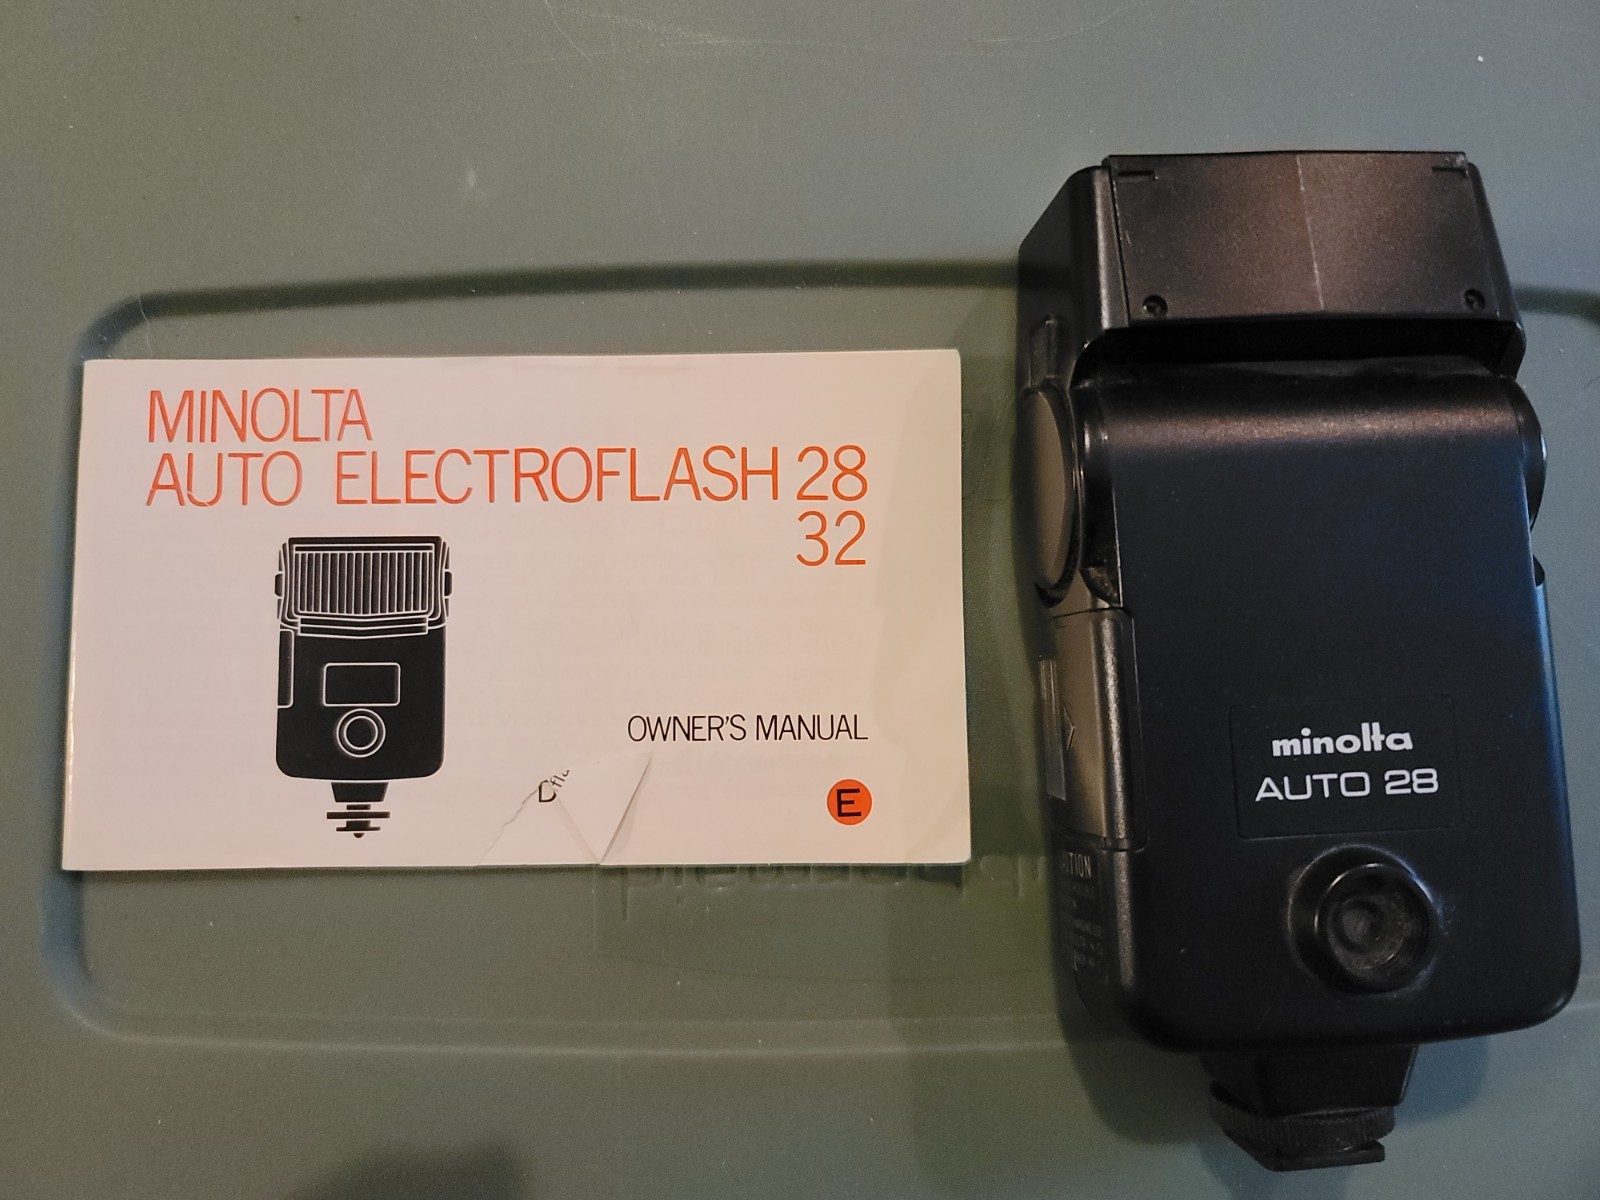 MINOLTA
AUTO ELECTROFLASH 28
32
OWNER'S MANUAL
E
minolta
AUTO 28